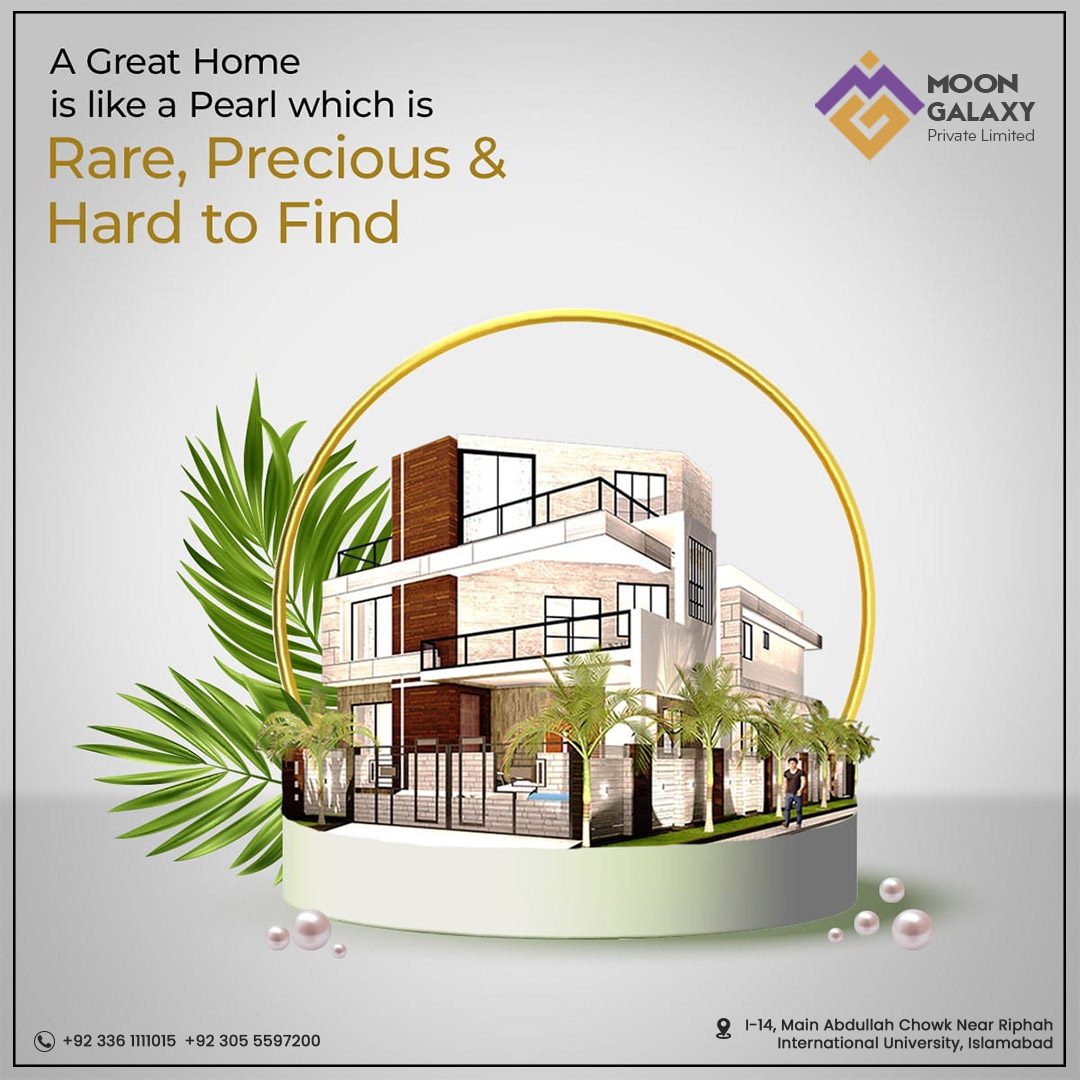 A Great Home
is like a Pearl which is
Rare, Precious &
Hard to Find
MOON
GALAXY
Private Limited
+92 336 1111015 +92 305 5597200
I-14, Main Abdullah Chowk Near Riphah
International University, Islamabad